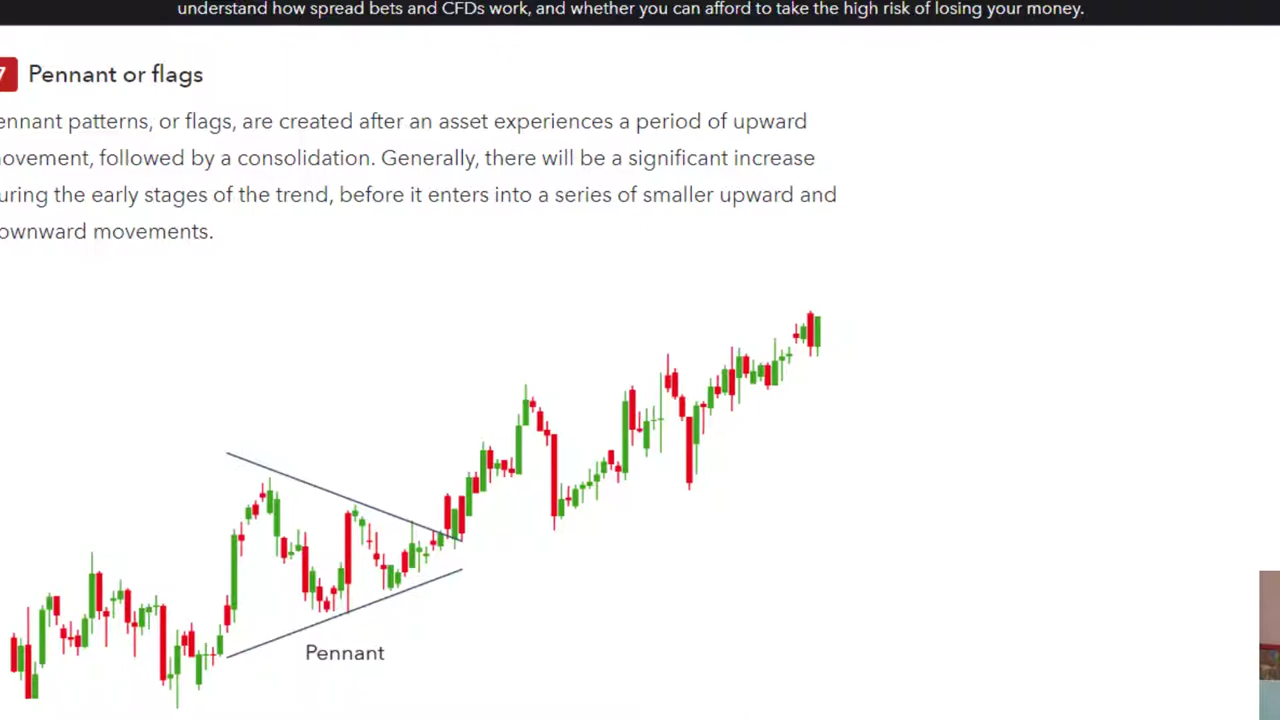 understand how spread bets and CFDs work, and whether you can afford to take the high risk of losing your money.
7 Pennant or flags
ennant patterns, or flags, are created after an asset experiences a period of upward
ovement, followed by a consolidation. Generally, there will be a significant increase
uring the early stages of the trend, before it enters into a series of smaller upward and
ownward movements.
Pennant